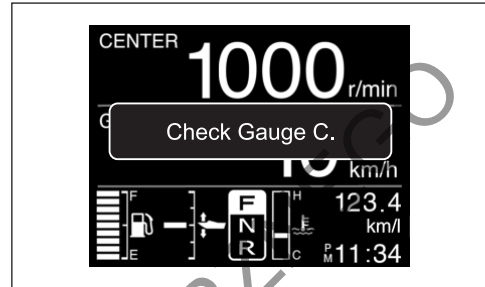 CENTER
1000 r/min
G
Check Gauge C.
km/h
F
E
F
N
R
H
C
123.4
km/l
PM 11:34